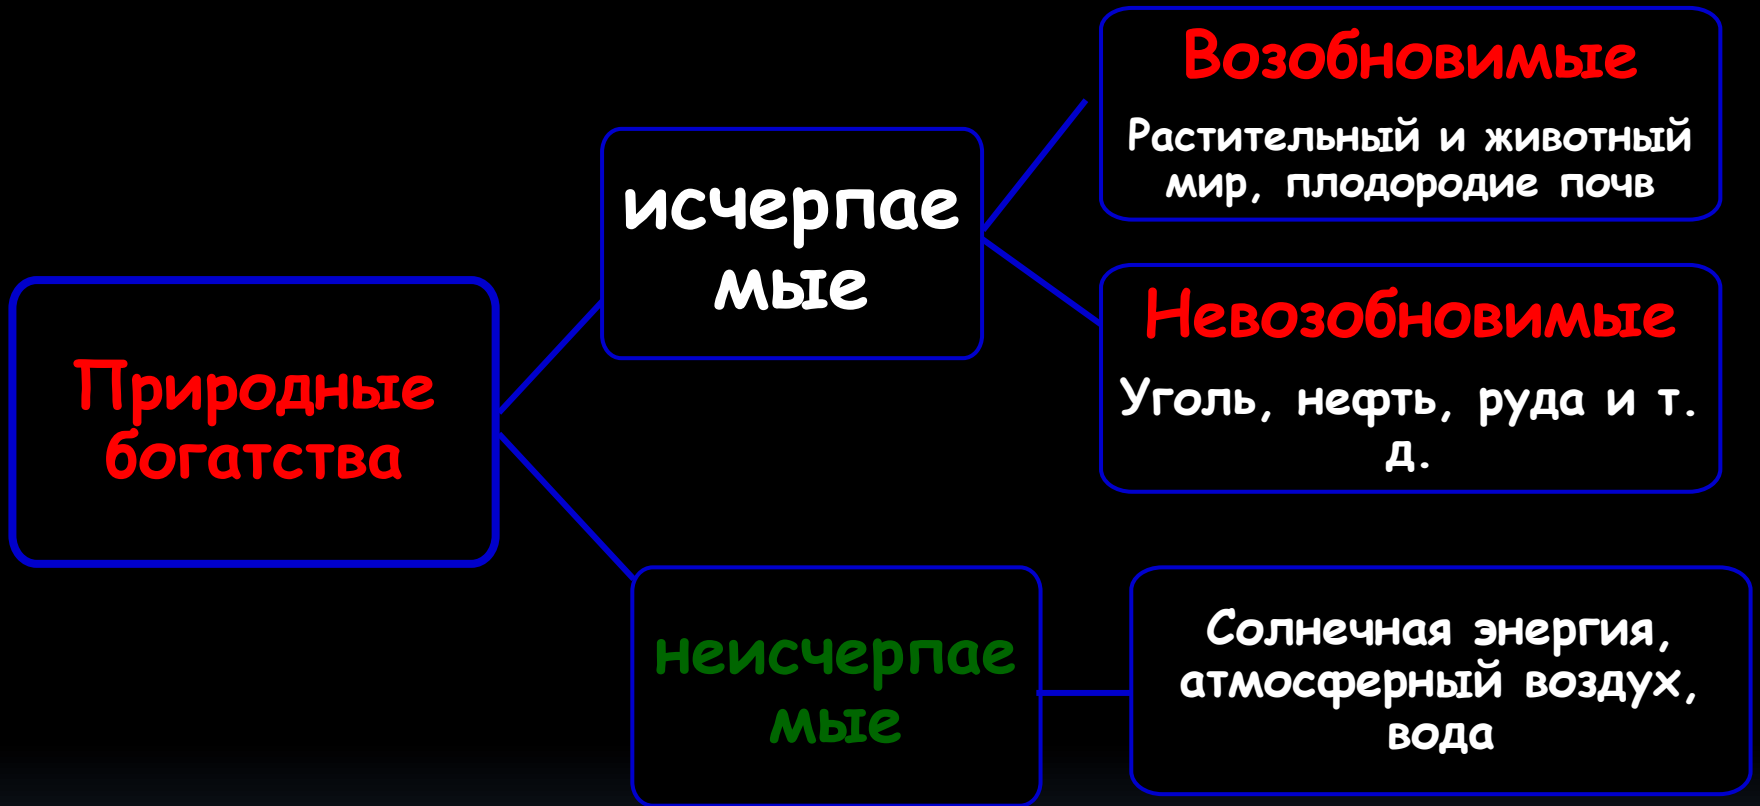 Природные
богатства
исчерпае
мые
Возобновимые
Растительный и животный
мир, плодородие почв
Невозобновимые
Уголь, нефть, руда и т.
д.
неисчерпае
мые
Солнечная энергия,
атмосферный воздух,
вода